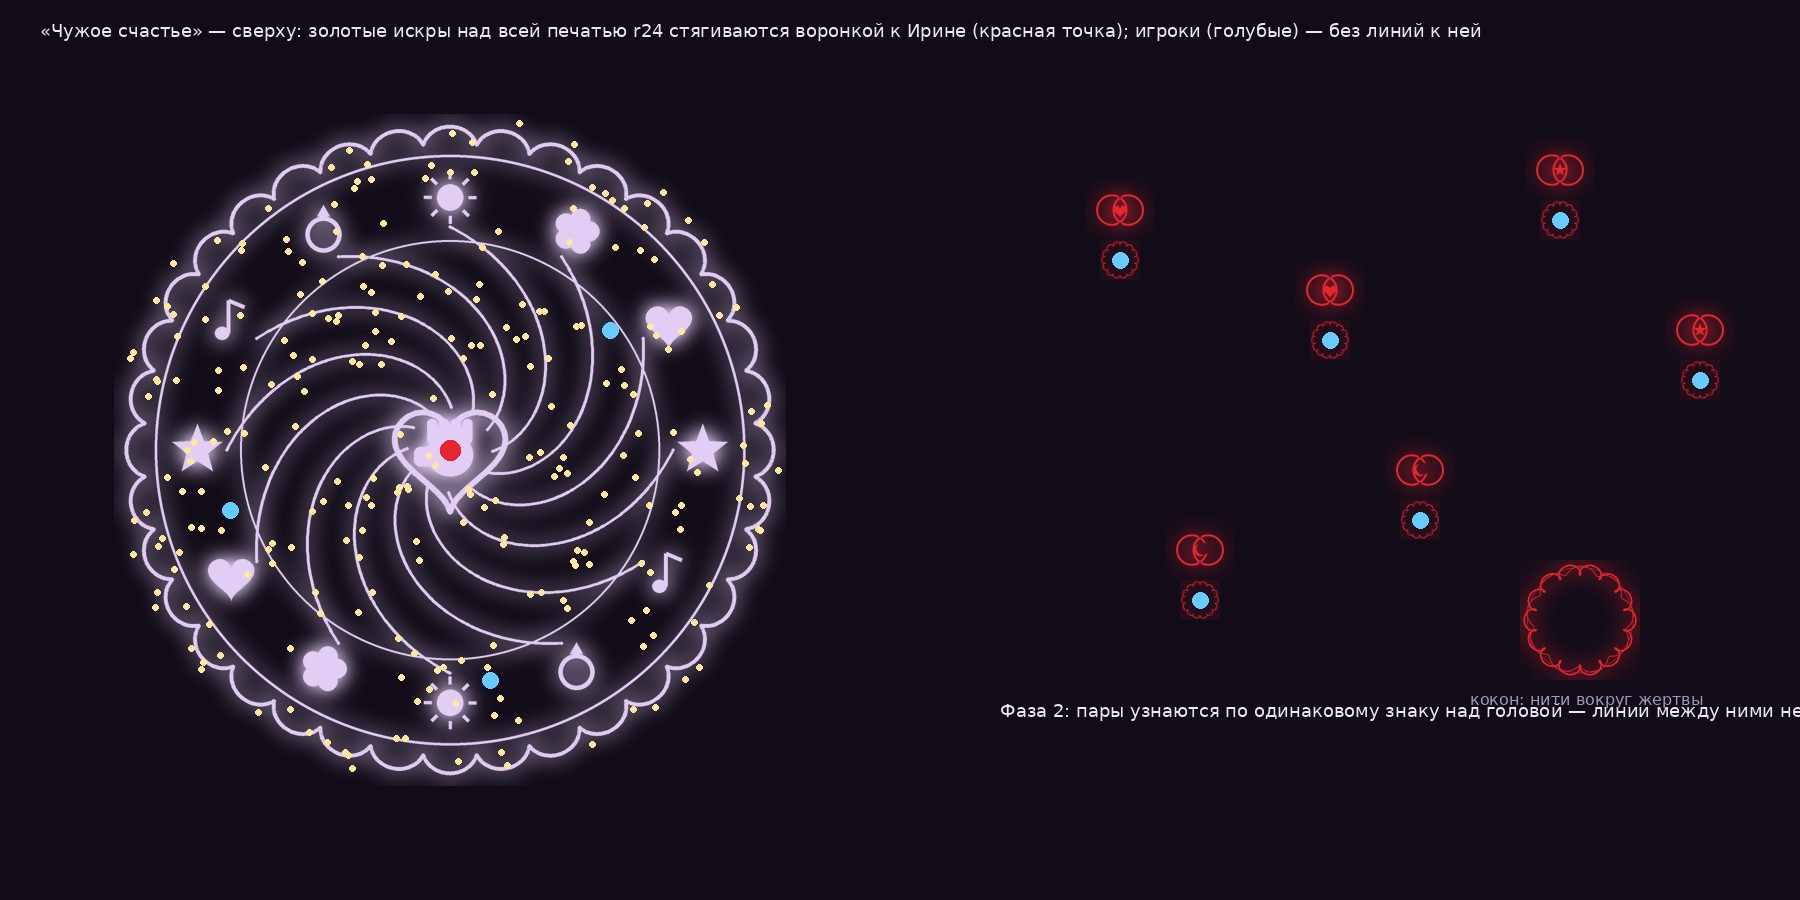 «Чужое счастье» — сверху: золотые искры над всей печатью r24 стягиваются воронкой к Ирине (красная точка); игроки (голубые) — без линий к ней
кокон: нити вокруг жертвы
Фаза 2: пары узнаются по одинаковому знаку над головой — линии между ними не